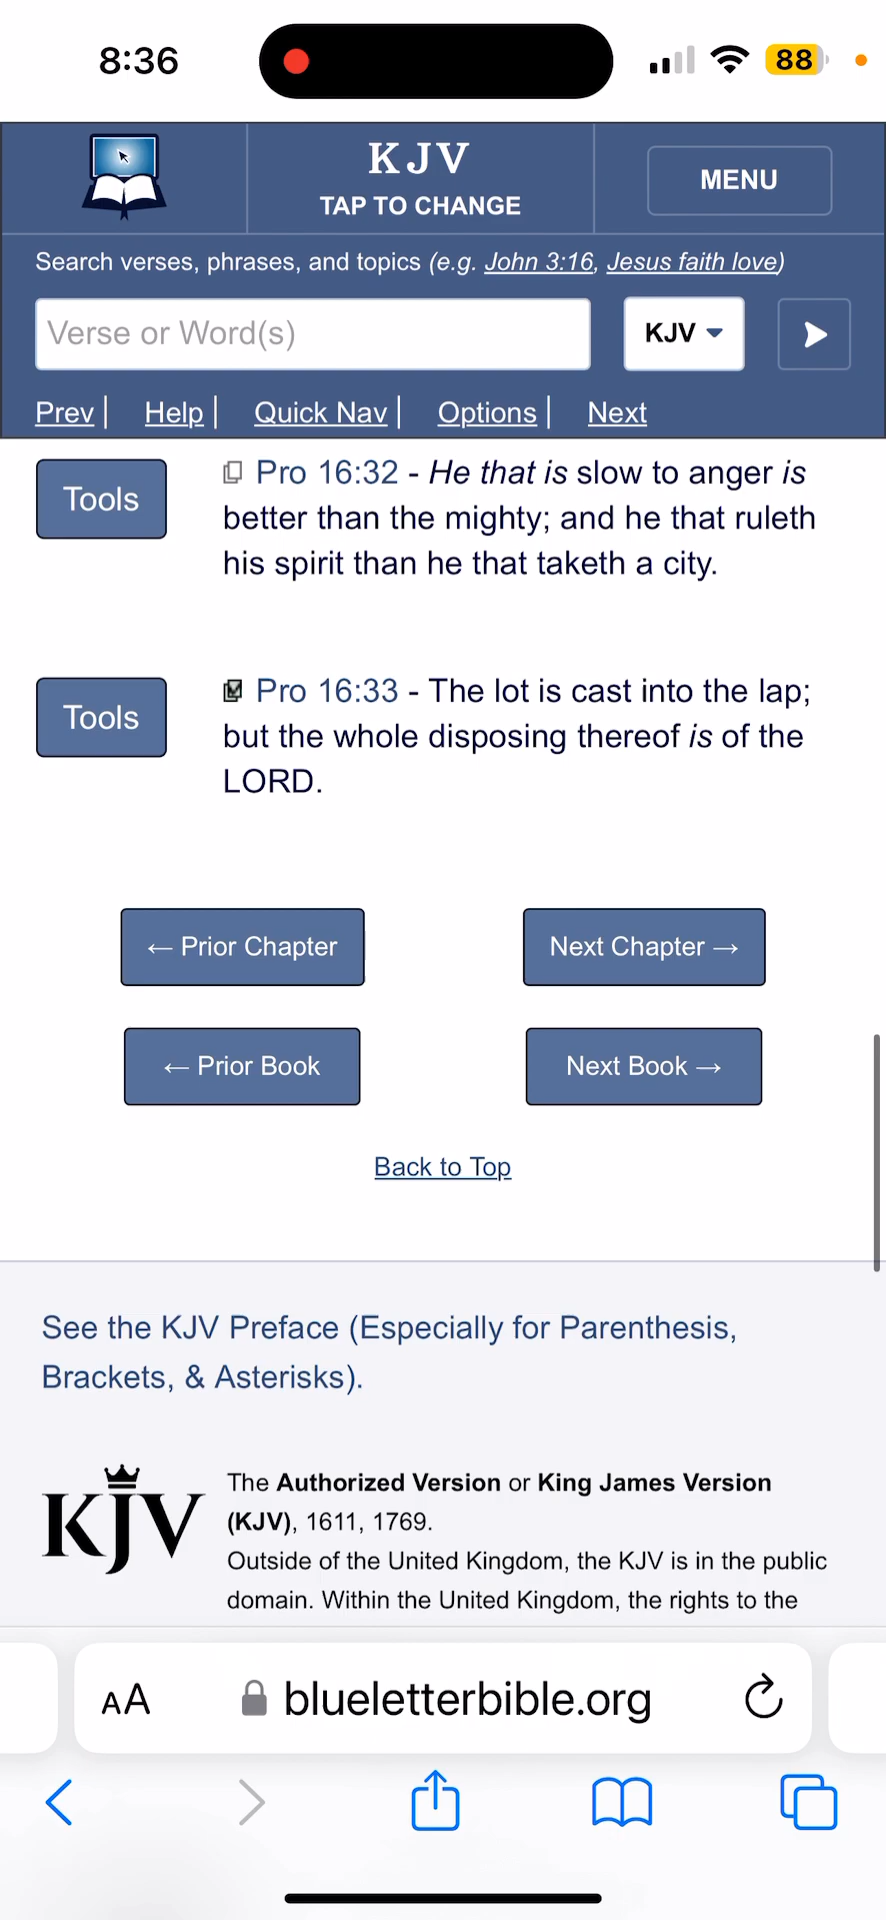 8:36
88
KJV
TAP TO CHANGE
MENU
Search verses, phrases, and topics (e.g. John 3:16, Jesus faith love)
Verse or Word(s)
KJV
Prev | Help | Quick Nav | Options | Next
Tools
Pro 16:32 - He that is slow to anger is
better than the mighty; and he that ruleth
his spirit than he that taketh a city.
Tools
Pro 16:33 - The lot is cast into the lap;
but the whole disposing thereof is of the
LORD.
← Prior Chapter
Next Chapter →
← Prior Book
Next Book →
Back to Top
See the KJV Preface (Especially for Parenthesis,
Brackets, & Asterisks).
KJV
The Authorized Version or King James Version
(KJV), 1611, 1769.
Outside of the United Kingdom, the KJV is in the public
domain. Within the United Kingdom, the rights to the
AA
blueletterbible.org